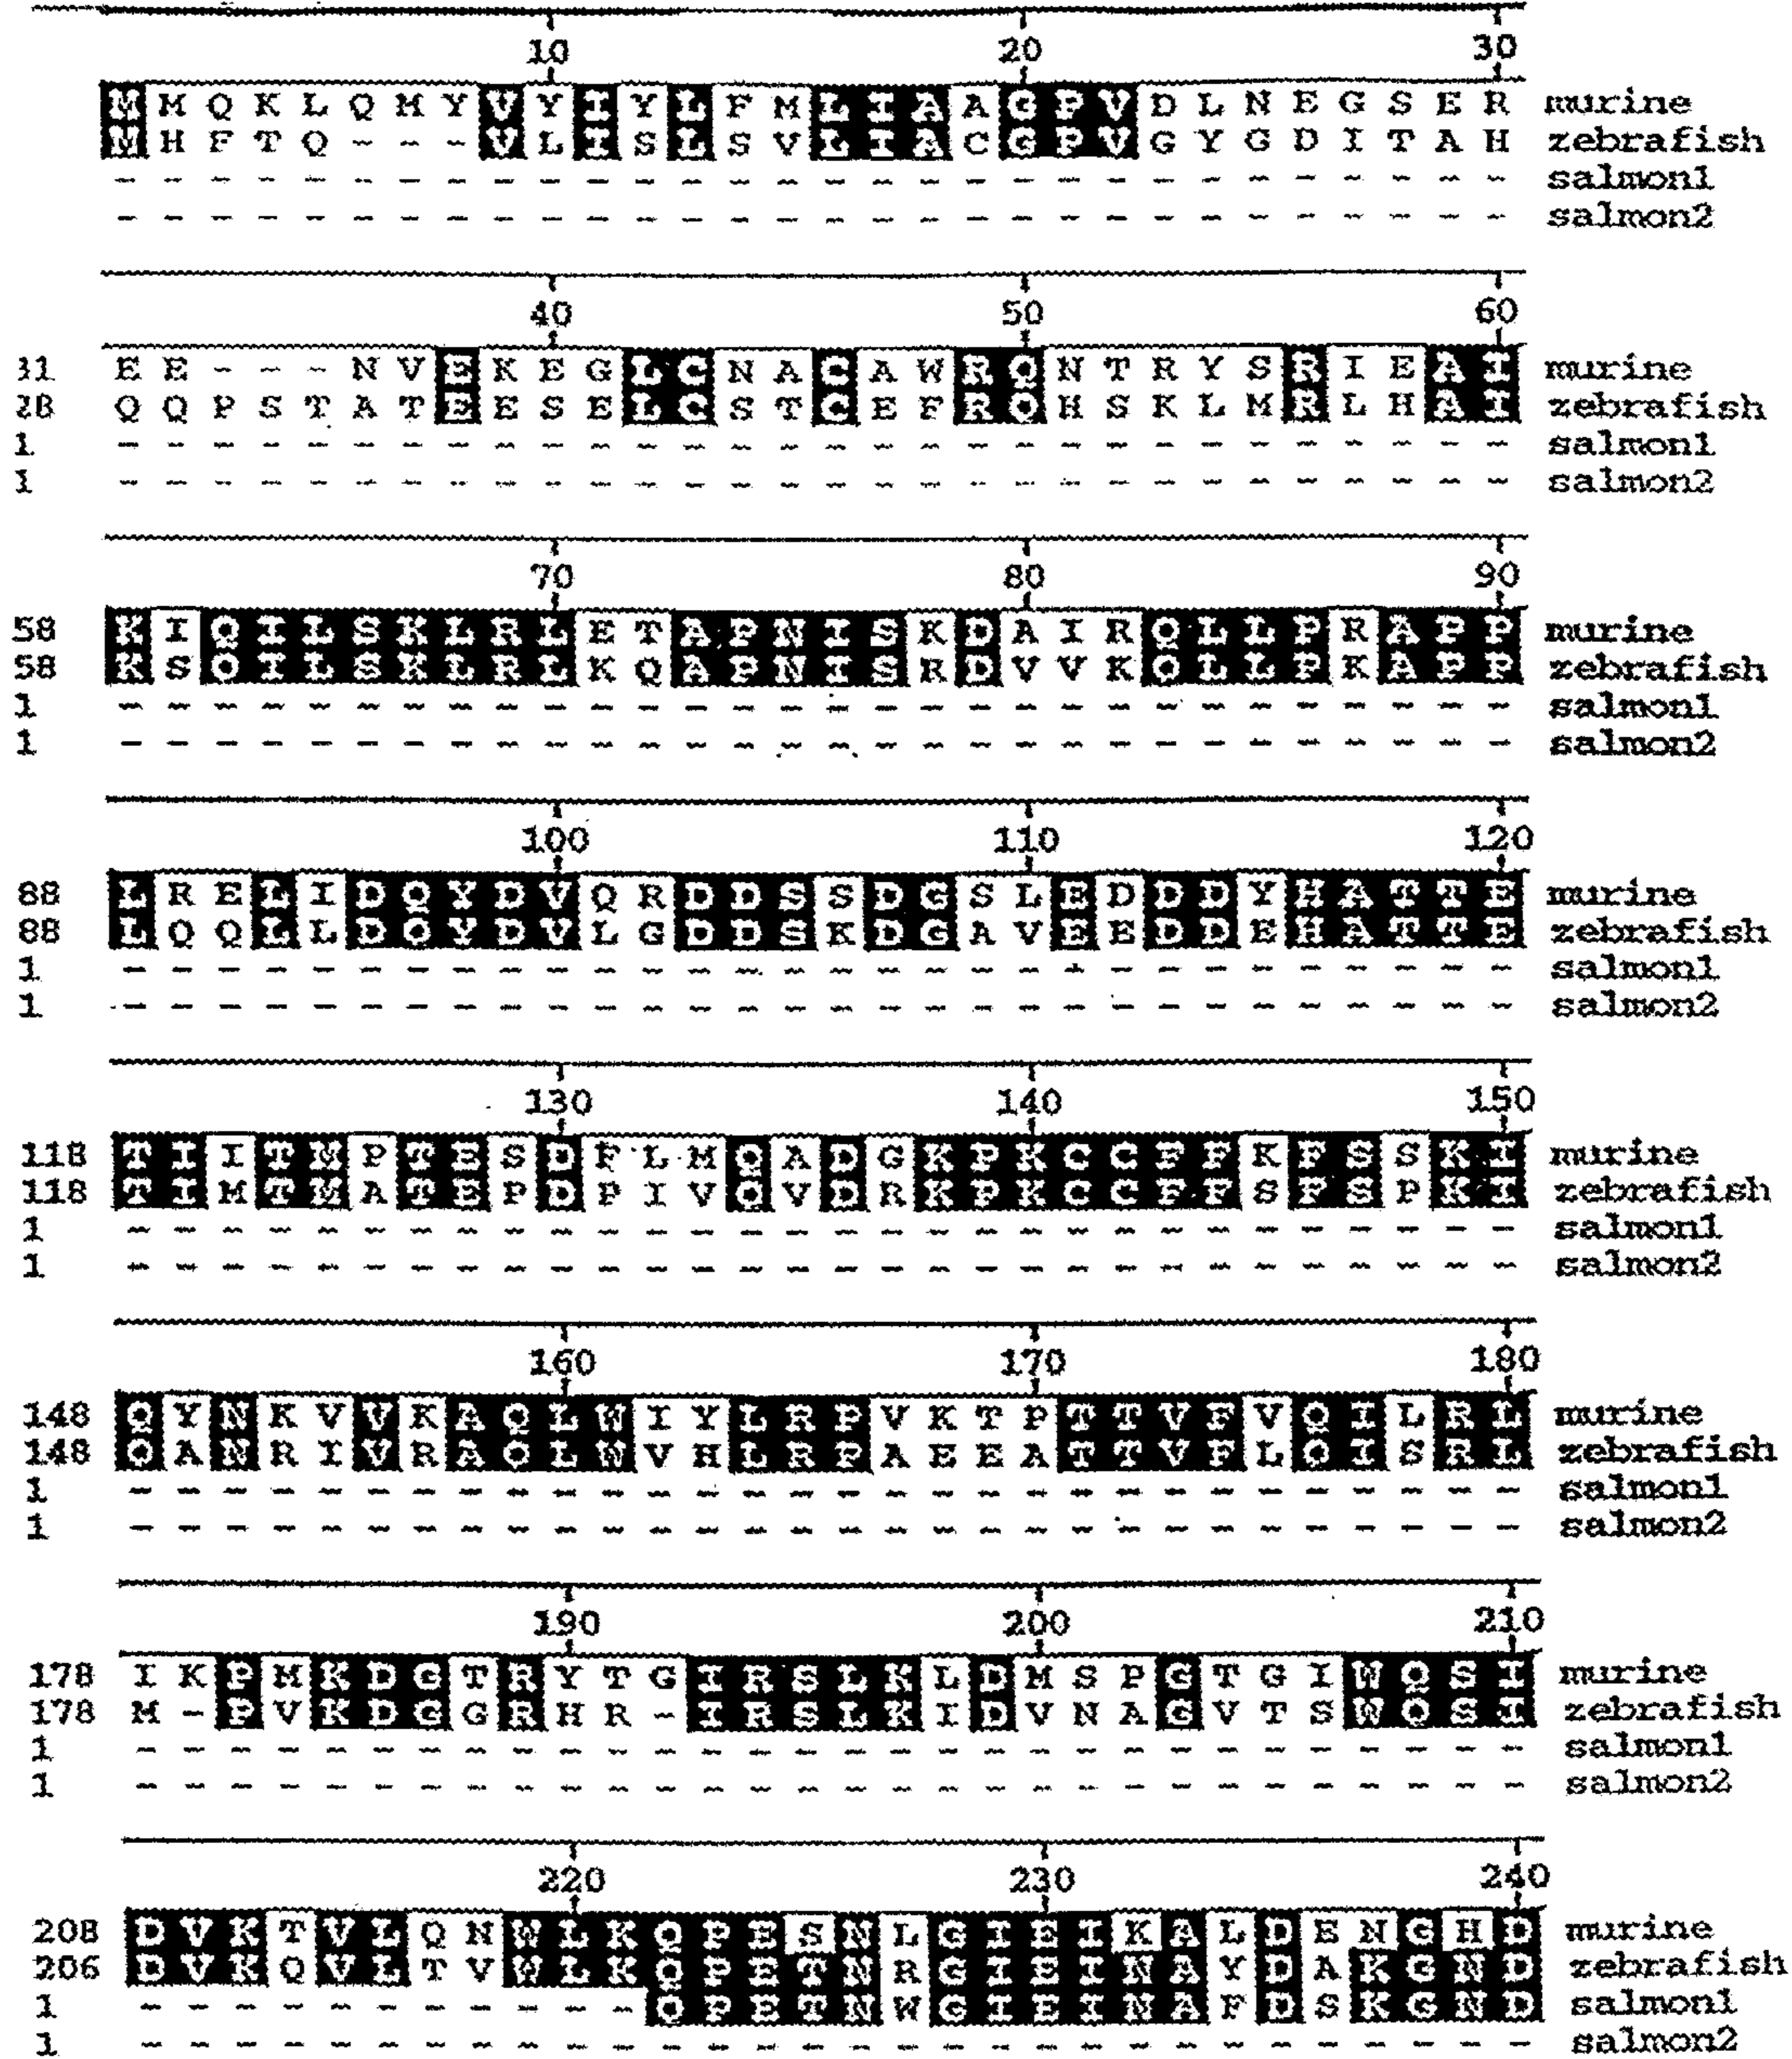 10 20 30
M M Q K L Q M Y V Y I Y L F M L I A A G P V D L N E G S E R murine
M H F T Q ~ ~ ~ V L I S L S V L I A C G P V G Y G D I T A H zebrafish
~ ~ ~ ~ ~ ~ ~ ~ ~ ~ ~ ~ ~ ~ ~ ~ ~ ~ ~ ~ ~ ~ ~ ~ ~ ~ ~ ~ ~ ~ salmon1
~ ~ ~ ~ ~ ~ ~ ~ ~ ~ ~ ~ ~ ~ ~ ~ ~ ~ ~ ~ ~ ~ ~ ~ ~ ~ ~ ~ ~ ~ salmon2
40 50 60
31 E E - - - N V E K E G L C N A C A W R Q N T R Y S R I E A I murine
28 Q Q P S T A T E E S E L C S T C E F R Q H S K L M R L H A I zebrafish
1 ~ ~ ~ ~ ~ ~ ~ ~ ~ ~ ~ ~ ~ ~ ~ ~ ~ ~ ~ ~ ~ ~ ~ ~ ~ ~ ~ ~ ~ ~ salmon1
1 ~ ~ ~ ~ ~ ~ ~ ~ ~ ~ ~ ~ ~ ~ ~ ~ ~ ~ ~ ~ ~ ~ ~ ~ ~ ~ ~ ~ ~ ~ salmon2
70 80 90
58 K I Q I L S K L R L E T A P N I S K D A I R Q L L P R A P P murine
58 K S Q I L S K L R L K Q A P N I S R D V V K Q L L P K A P P zebrafish
1 ~ ~ ~ ~ ~ ~ ~ ~ ~ ~ ~ ~ ~ ~ ~ ~ ~ ~ ~ ~ ~ ~ ~ ~ ~ ~ ~ ~ ~ ~ salmon1
1 ~ ~ ~ ~ ~ ~ ~ ~ ~ ~ ~ ~ ~ ~ ~ ~ ~ ~ ~ ~ ~ ~ ~ ~ ~ ~ ~ ~ ~ ~ salmon2
100 110 120
88 L R E L I D Q Y D V Q R D D S S D G S L E D D D Y H A T T E murine
88 L Q Q L L D Q Y D V L G D D S K D G A V E E D D E H A T T E zebrafish
1 ~ ~ ~ ~ ~ ~ ~ ~ ~ ~ ~ ~ ~ ~ ~ ~ ~ ~ ~ ~ ~ ~ ~ ~ ~ ~ ~ ~ ~ ~ salmon1
1 ~ ~ ~ ~ ~ ~ ~ ~ ~ ~ ~ ~ ~ ~ ~ ~ ~ ~ ~ ~ ~ ~ ~ ~ ~ ~ ~ ~ ~ ~ salmon2
130 140 150
118 T I I T M P T E S D F L M Q A D G K P K C C F F K F S S K I murine
118 T I M T M A T E P D P I V Q V D R K P K C C F F S F S P K I zebrafish
1 ~ ~ ~ ~ ~ ~ ~ ~ ~ ~ ~ ~ ~ ~ ~ ~ ~ ~ ~ ~ ~ ~ ~ ~ ~ ~ ~ ~ ~ ~ salmon1
1 ~ ~ ~ ~ ~ ~ ~ ~ ~ ~ ~ ~ ~ ~ ~ ~ ~ ~ ~ ~ ~ ~ ~ ~ ~ ~ ~ ~ ~ ~ salmon2
160 170 180
148 Q Y N K V V K A Q L W I Y L R P V K T P T T V F V Q I L R L murine
148 Q A N R I V R A Q L W V H L R P A E E A T T V F L Q I S R L zebrafish
1 ~ ~ ~ ~ ~ ~ ~ ~ ~ ~ ~ ~ ~ ~ ~ ~ ~ ~ ~ ~ ~ ~ ~ ~ ~ ~ ~ ~ ~ ~ salmon1
1 ~ ~ ~ ~ ~ ~ ~ ~ ~ ~ ~ ~ ~ ~ ~ ~ ~ ~ ~ ~ ~ ~ ~ ~ ~ ~ ~ ~ ~ ~ salmon2
190 200 210
178 I K P M K D G T R Y T G I R S L K L D M S P G T G I W Q S I murine
178 M - P V K D G G R H R - I R S L K I D V N A G V T S W Q S I zebrafish
1 ~ ~ ~ ~ ~ ~ ~ ~ ~ ~ ~ ~ ~ ~ ~ ~ ~ ~ ~ ~ ~ ~ ~ ~ ~ ~ ~ ~ ~ ~ salmon1
1 ~ ~ ~ ~ ~ ~ ~ ~ ~ ~ ~ ~ ~ ~ ~ ~ ~ ~ ~ ~ ~ ~ ~ ~ ~ ~ ~ ~ ~ ~ salmon2
220 230 240
208 D V K T V L Q N W L K Q P E S N L G I E I K A L D E N G H D murine
206 D V K Q V L T V W L K Q P E T N R G I E I N A Y D A K G N D zebrafish
1 ~ ~ ~ ~ ~ ~ ~ ~ ~ ~ ~ Q P E T N W G I E I N A F D S K G N D salmon1
1 ~ ~ ~ ~ ~ ~ ~ ~ ~ ~ ~ ~ ~ ~ ~ ~ ~ ~ ~ ~ ~ ~ ~ ~ ~ ~ ~ ~ ~ ~ salmon2